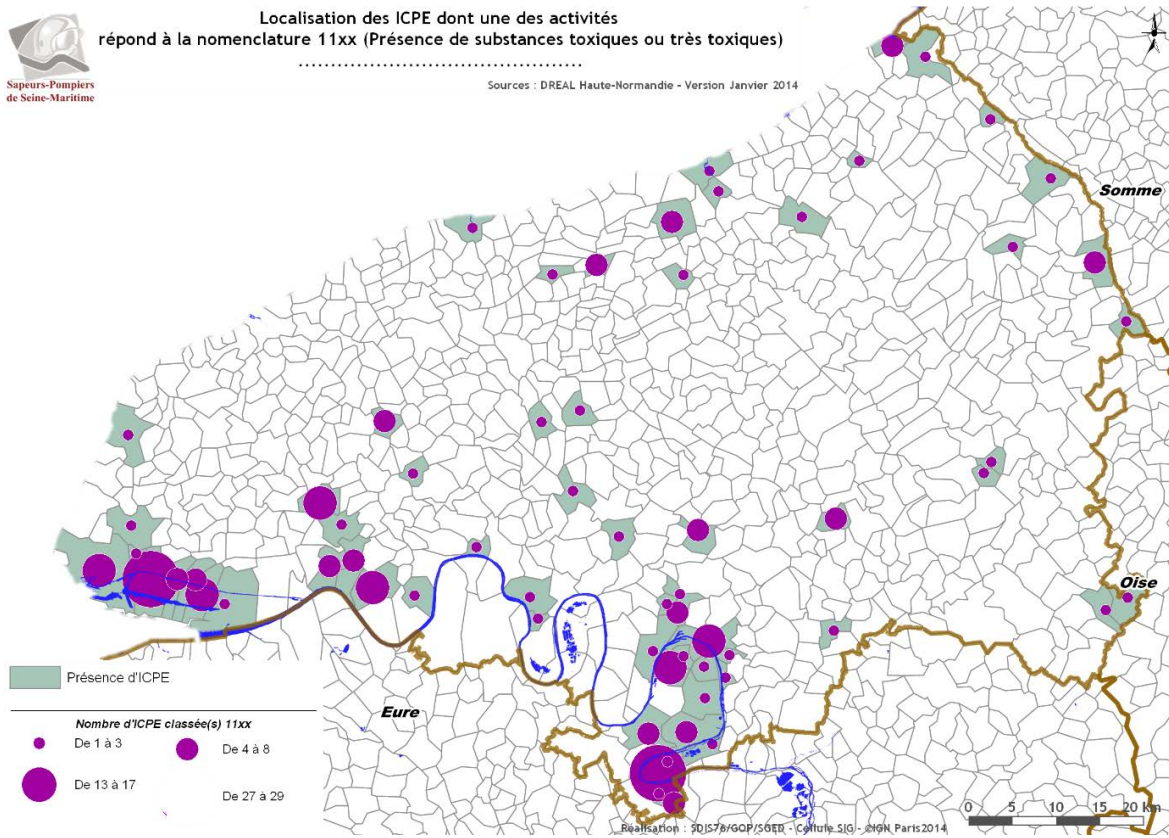 Localisation des ICPE dont une des activités
répond à la nomenclature 11xx (Présence de substances toxiques ou très toxiques)
.............................................
Sources : DREAL Haute-Normandie - Version Janvier 2014
Sapeurs-Pompiers
de Seine-Maritime
Somme
Oise
Eure
Présence d'ICPE
Nombre d'ICPE classée(s) 11xx
De 1 à 3
De 4 à 8
De 13 à 17
De 27 à 29
0 5 10 15 20 km
Réalisation : SDIS76/GOP/SGED - Cellule SIG - ©IGN Paris2014